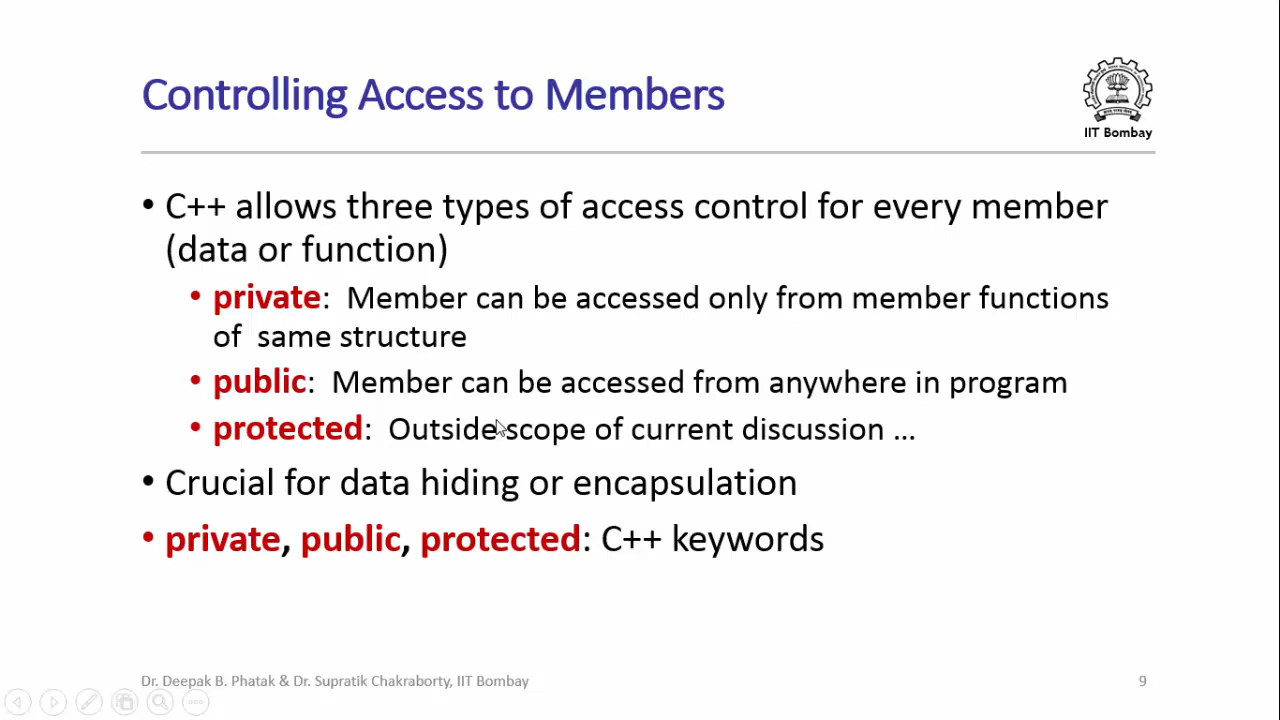 Controlling Access to Members
IIT Bombay
• C++ allows three types of access control for every member
(data or function)
• private: Member can be accessed only from member functions
of same structure
• public: Member can be accessed from anywhere in program
• protected: Outside scope of current discussion ...
• Crucial for data hiding or encapsulation
• private, public, protected: C++ keywords
Dr. Deepak B. Phatak & Dr. Supratik Chakraborty, IIT Bombay
9